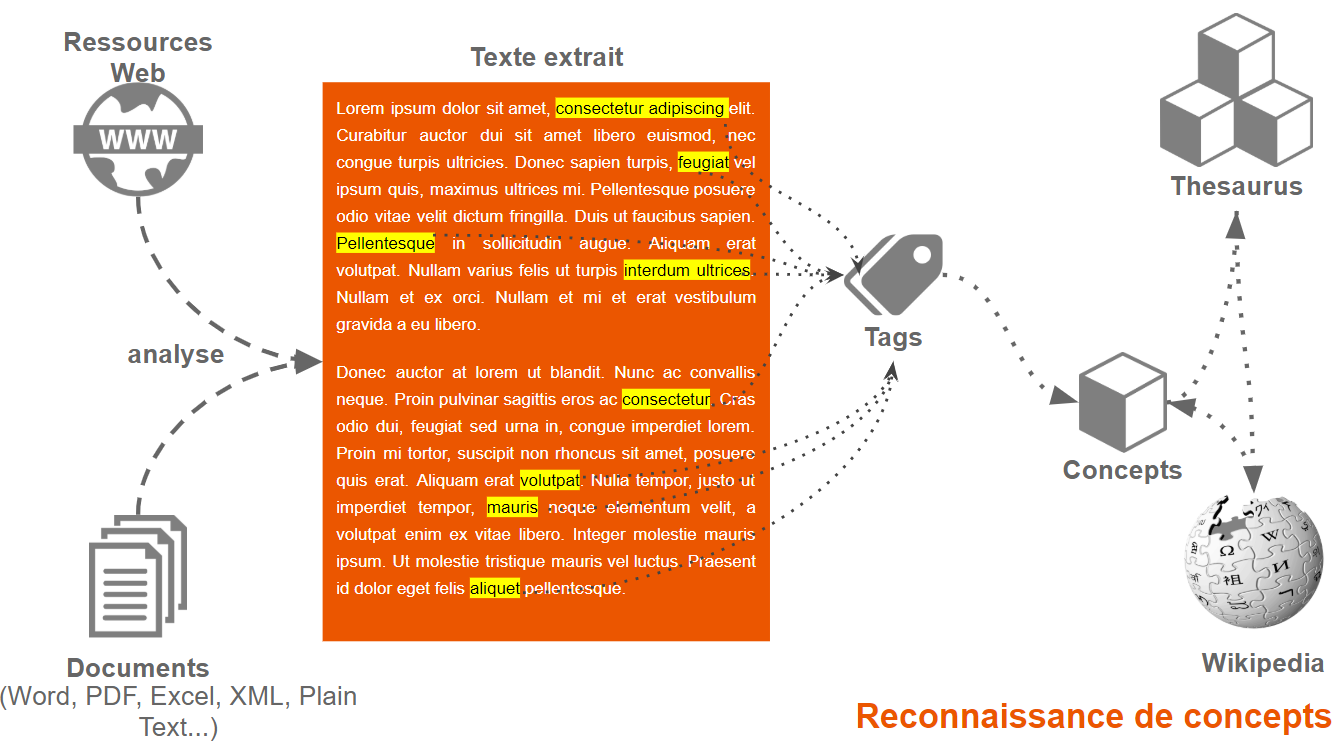 Ressources
Web
WWW
analyse
Documents
(Word, PDF, Excel, XML, Plain
Text...)
Texte extrait
Lorem ipsum dolor sit amet, consectetur adipiscing elit.
Curabitur auctor dui sit amet libero euismod, nec
congue turpis ultricies. Donec sapien turpis, feugiat vel
ipsum quis, maximus ultrices mi. Pellentesque posuere
odio vitae velit dictum fringilla. Duis ut faucibus sapien.
Pellentesque in sollicitudin augue. Aliquam erat
volutpat. Nullam varius felis ut turpis interdum ultrices.
Nullam et ex orci. Nullam et mi et erat vestibulum
gravida a eu libero.
Donec auctor at lorem ut blandit. Nunc ac convallis
neque. Proin pulvinar sagittis eros ac consectetur. Cras
odio dui, feugiat sed urna in, congue imperdiet lorem.
Proin mi tortor, suscipit non rhoncus sit amet, posuere
quis erat. Aliquam erat volutpat. Nulla tempor, justo ut
imperdiet tempor, mauris neque elementum velit, a
volutpat enim ex vitae libero. Integer molestie mauris
ipsum. Ut molestie tristique mauris vel luctus. Praesent
id dolor eget felis aliquet pellentesque.
Tags
Concepts
Thesaurus
Ω W
祖 И
Wikipedia
Reconnaissance de concepts